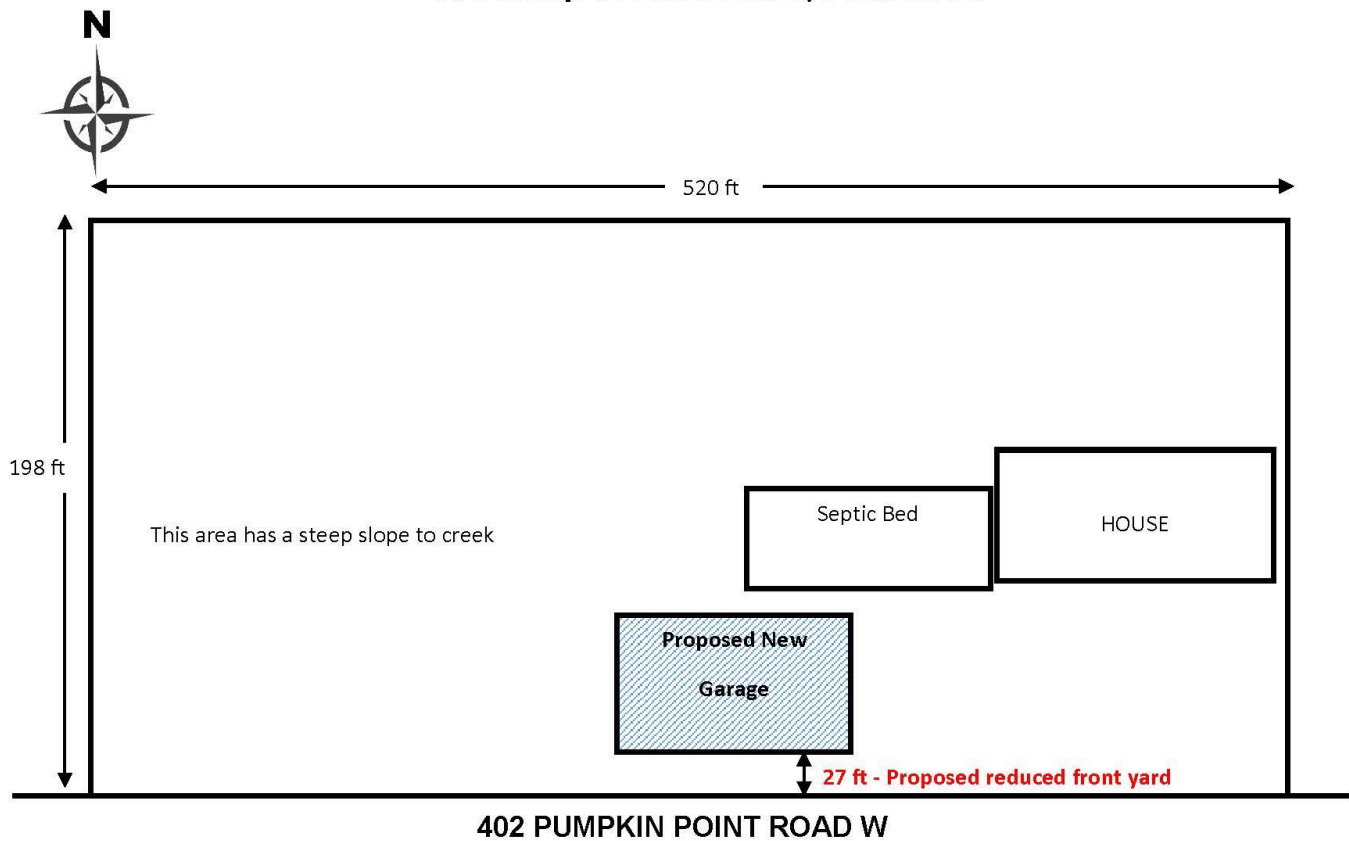 N
520 ft
198 ft
Septic Bed
HOUSE
This area has a steep slope to creek
Proposed New
Garage
27 ft - Proposed reduced front yard
402 PUMPKIN POINT ROAD W